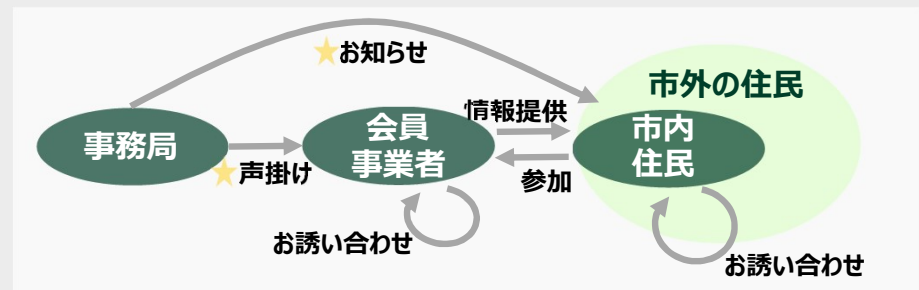 ★お知らせ
市外の住民
情報提供
事務局
会員
事業者
市内
住民
★声掛け
参加
お誘い合わせ
お誘い合わせ